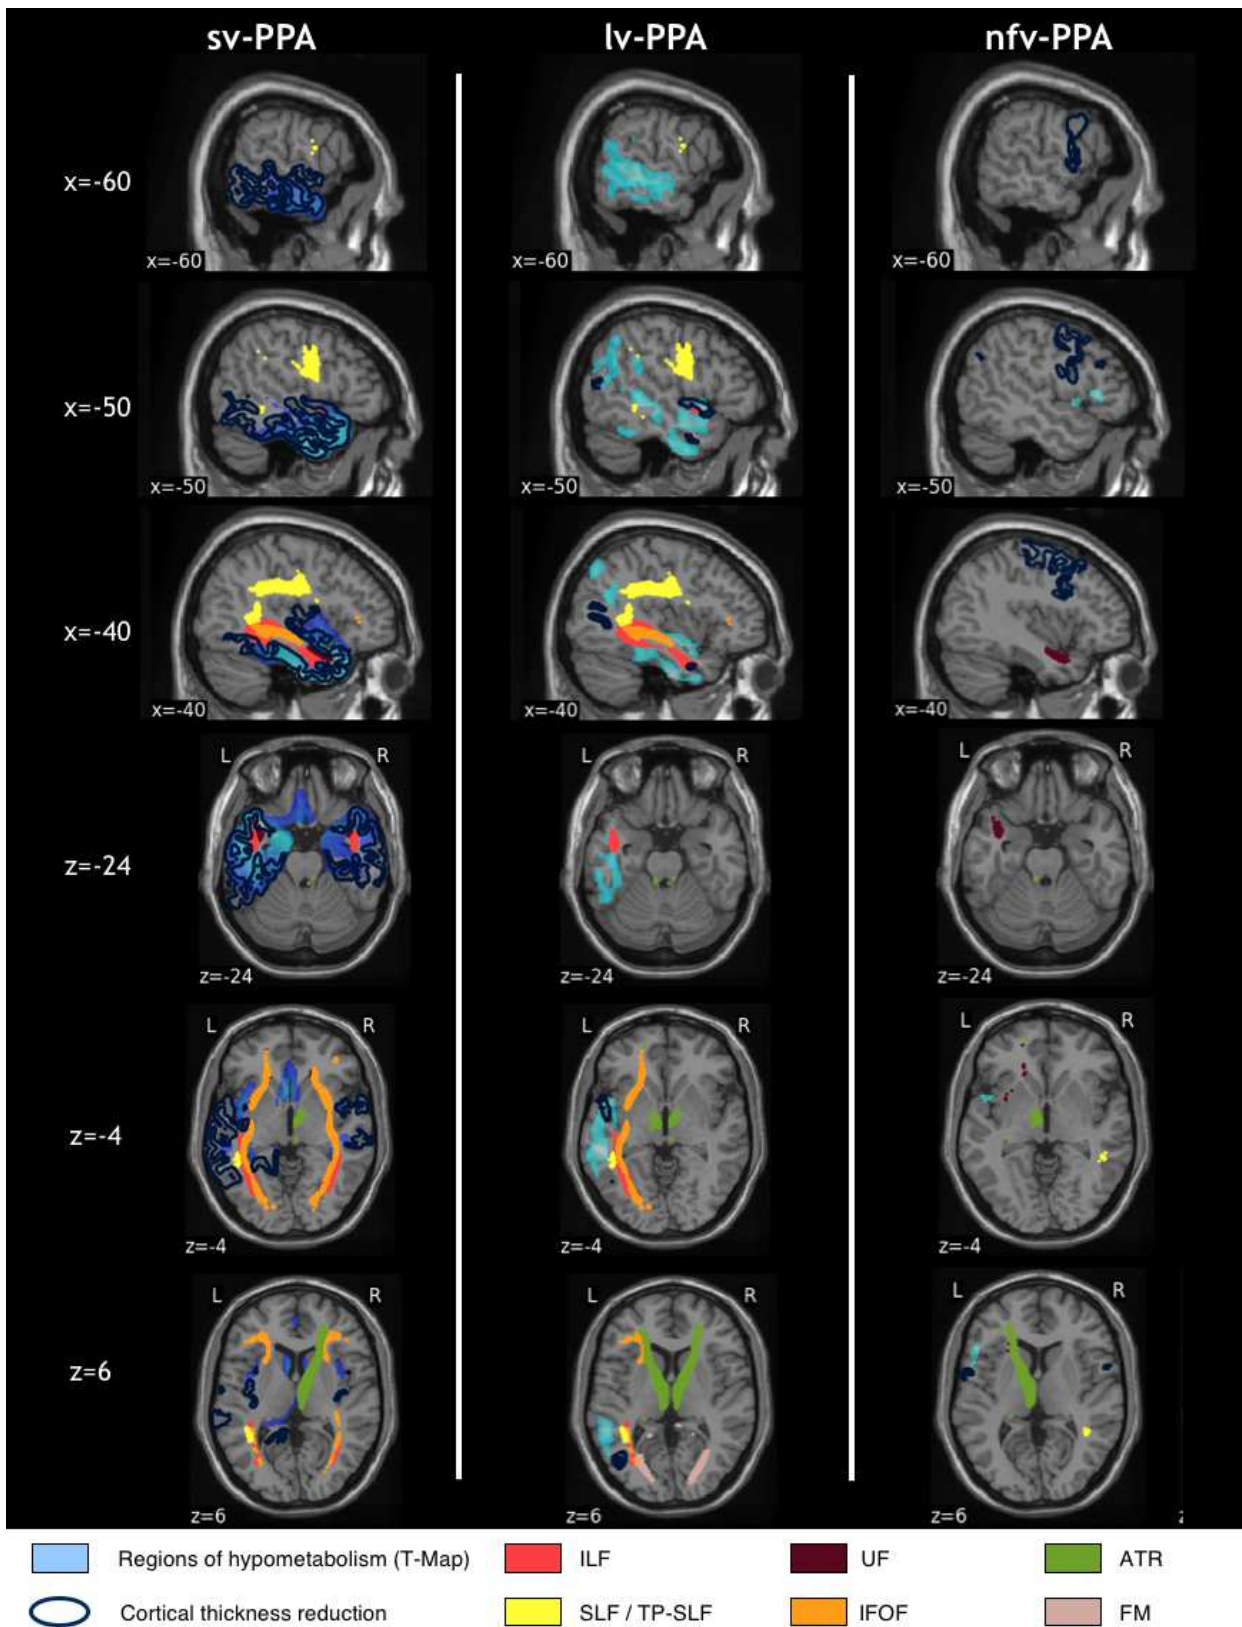 sv-PPA lv-PPA nfv-PPA
x=-60
x=-60 x=-60 x=-60
x=-50
x=-50 x=-50 x=-50
x=-40
x=-40 x=-40 x=-40
L R L R L R
z=-24
z=-24 z=-24 z=-24
L R L R L R
z=-4
z=-4 z=-4 z=-4
L R L R L R
z=6
z=6 z=6 z=6
Regions of hypometabolism (T-Map) ILF UF ATR
Cortical thickness reduction SLF / TP-SLF IFOF FM